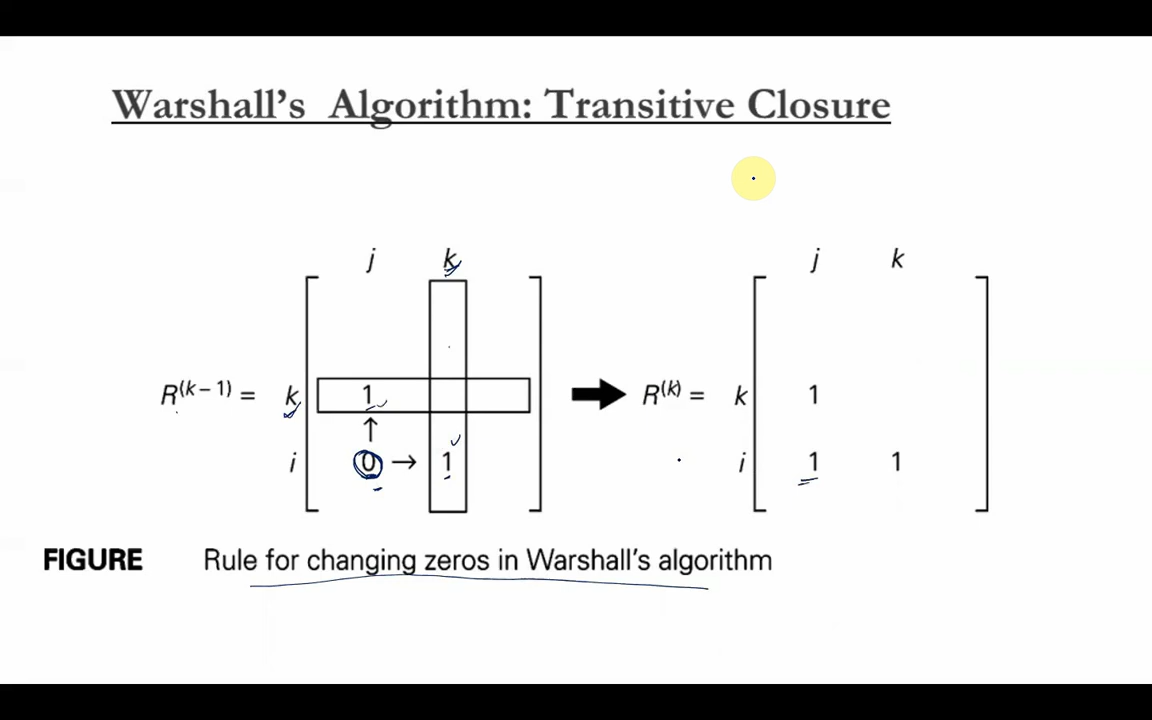 Warshall's Algorithm: Transitive Closure
j k j k
R(k – 1) = k 1 R(k) = k 1
i 0 → 1 i 1 1
FIGURE Rule for changing zeros in Warshall's algorithm